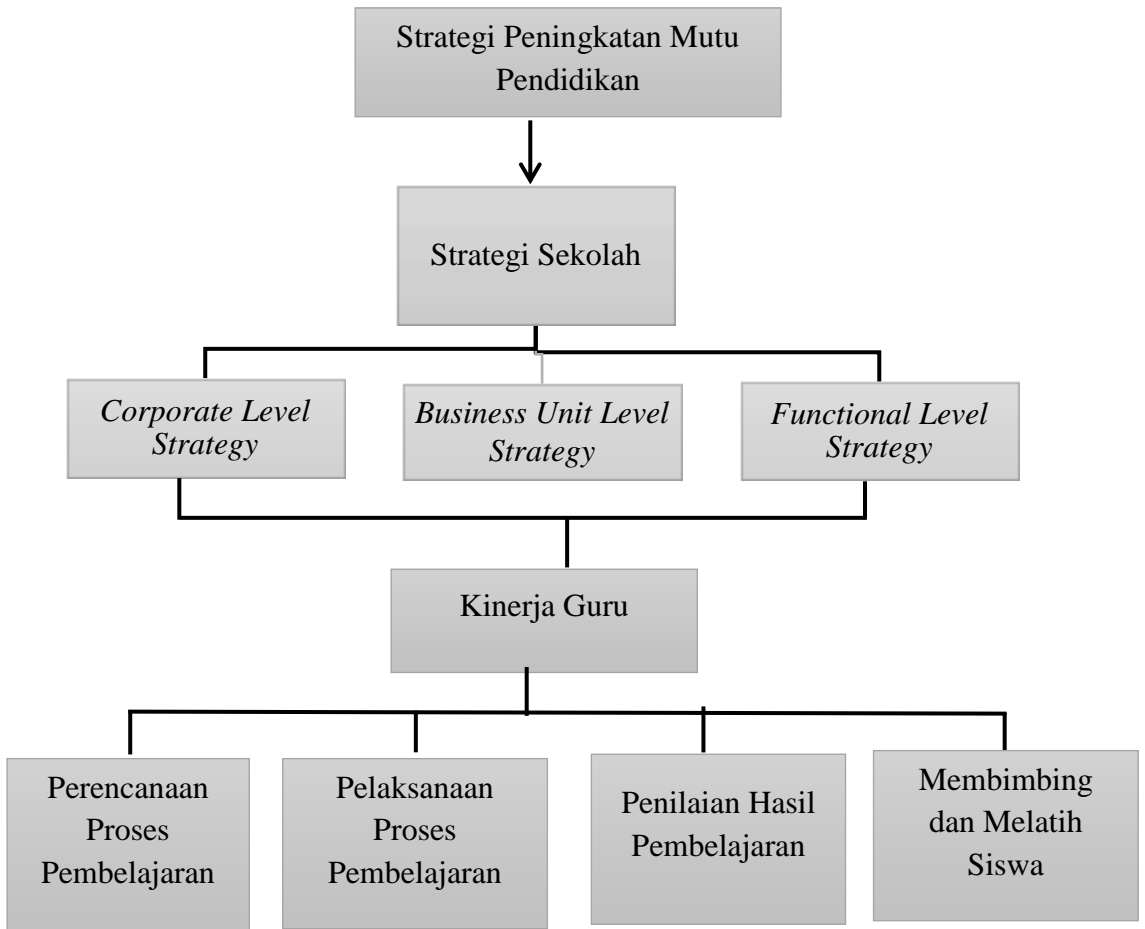 Strategi Peningkatan Mutu
Pendidikan
Strategi Sekolah
Corporate Level
Strategy
Business Unit Level
Strategy
Functional Level
Strategy
Kinerja Guru
Perencanaan
Proses
Pembelajaran
Pelaksanaan
Proses
Pembelajaran
Penilaian Hasil
Pembelajaran
Membimbing
dan Melatih
Siswa